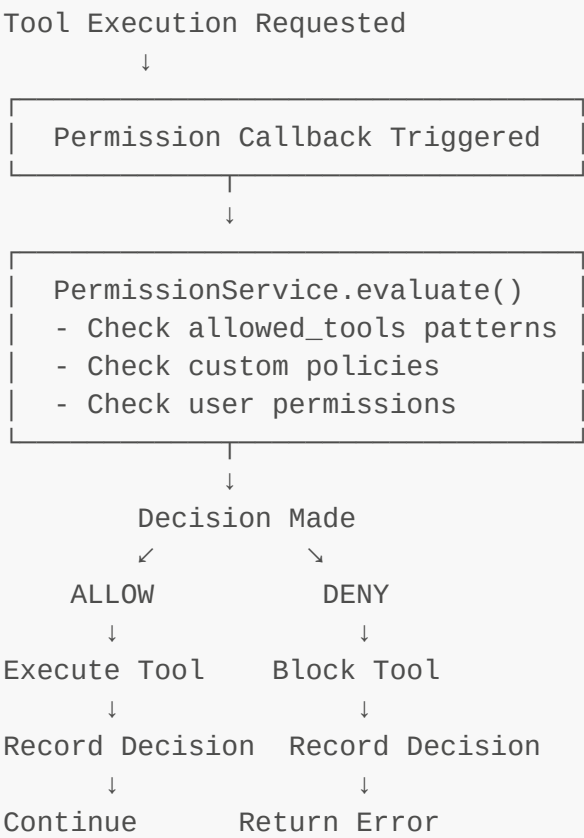 Tool Execution Requested
↓
Permission Callback Triggered
↓
PermissionService.evaluate()
- Check allowed_tools patterns
- Check custom policies
- Check user permissions
↓
Decision Made
↙ ↘
ALLOW DENY
↓ ↓
Execute Tool Block Tool
↓ ↓
Record Decision Record Decision
↓ ↓
Continue Return Error